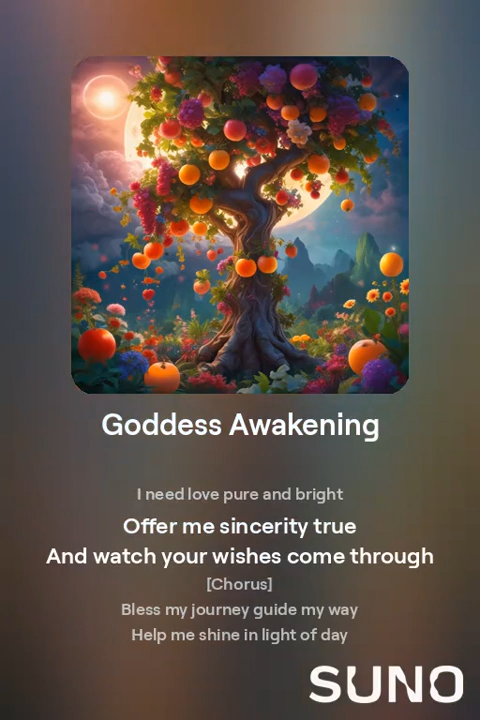 Goddess Awakening
I need love pure and bright
Offer me sincerity true
And watch your wishes come through
[Chorus]
Bless my journey guide my way
Help me shine in light of day
SUNO